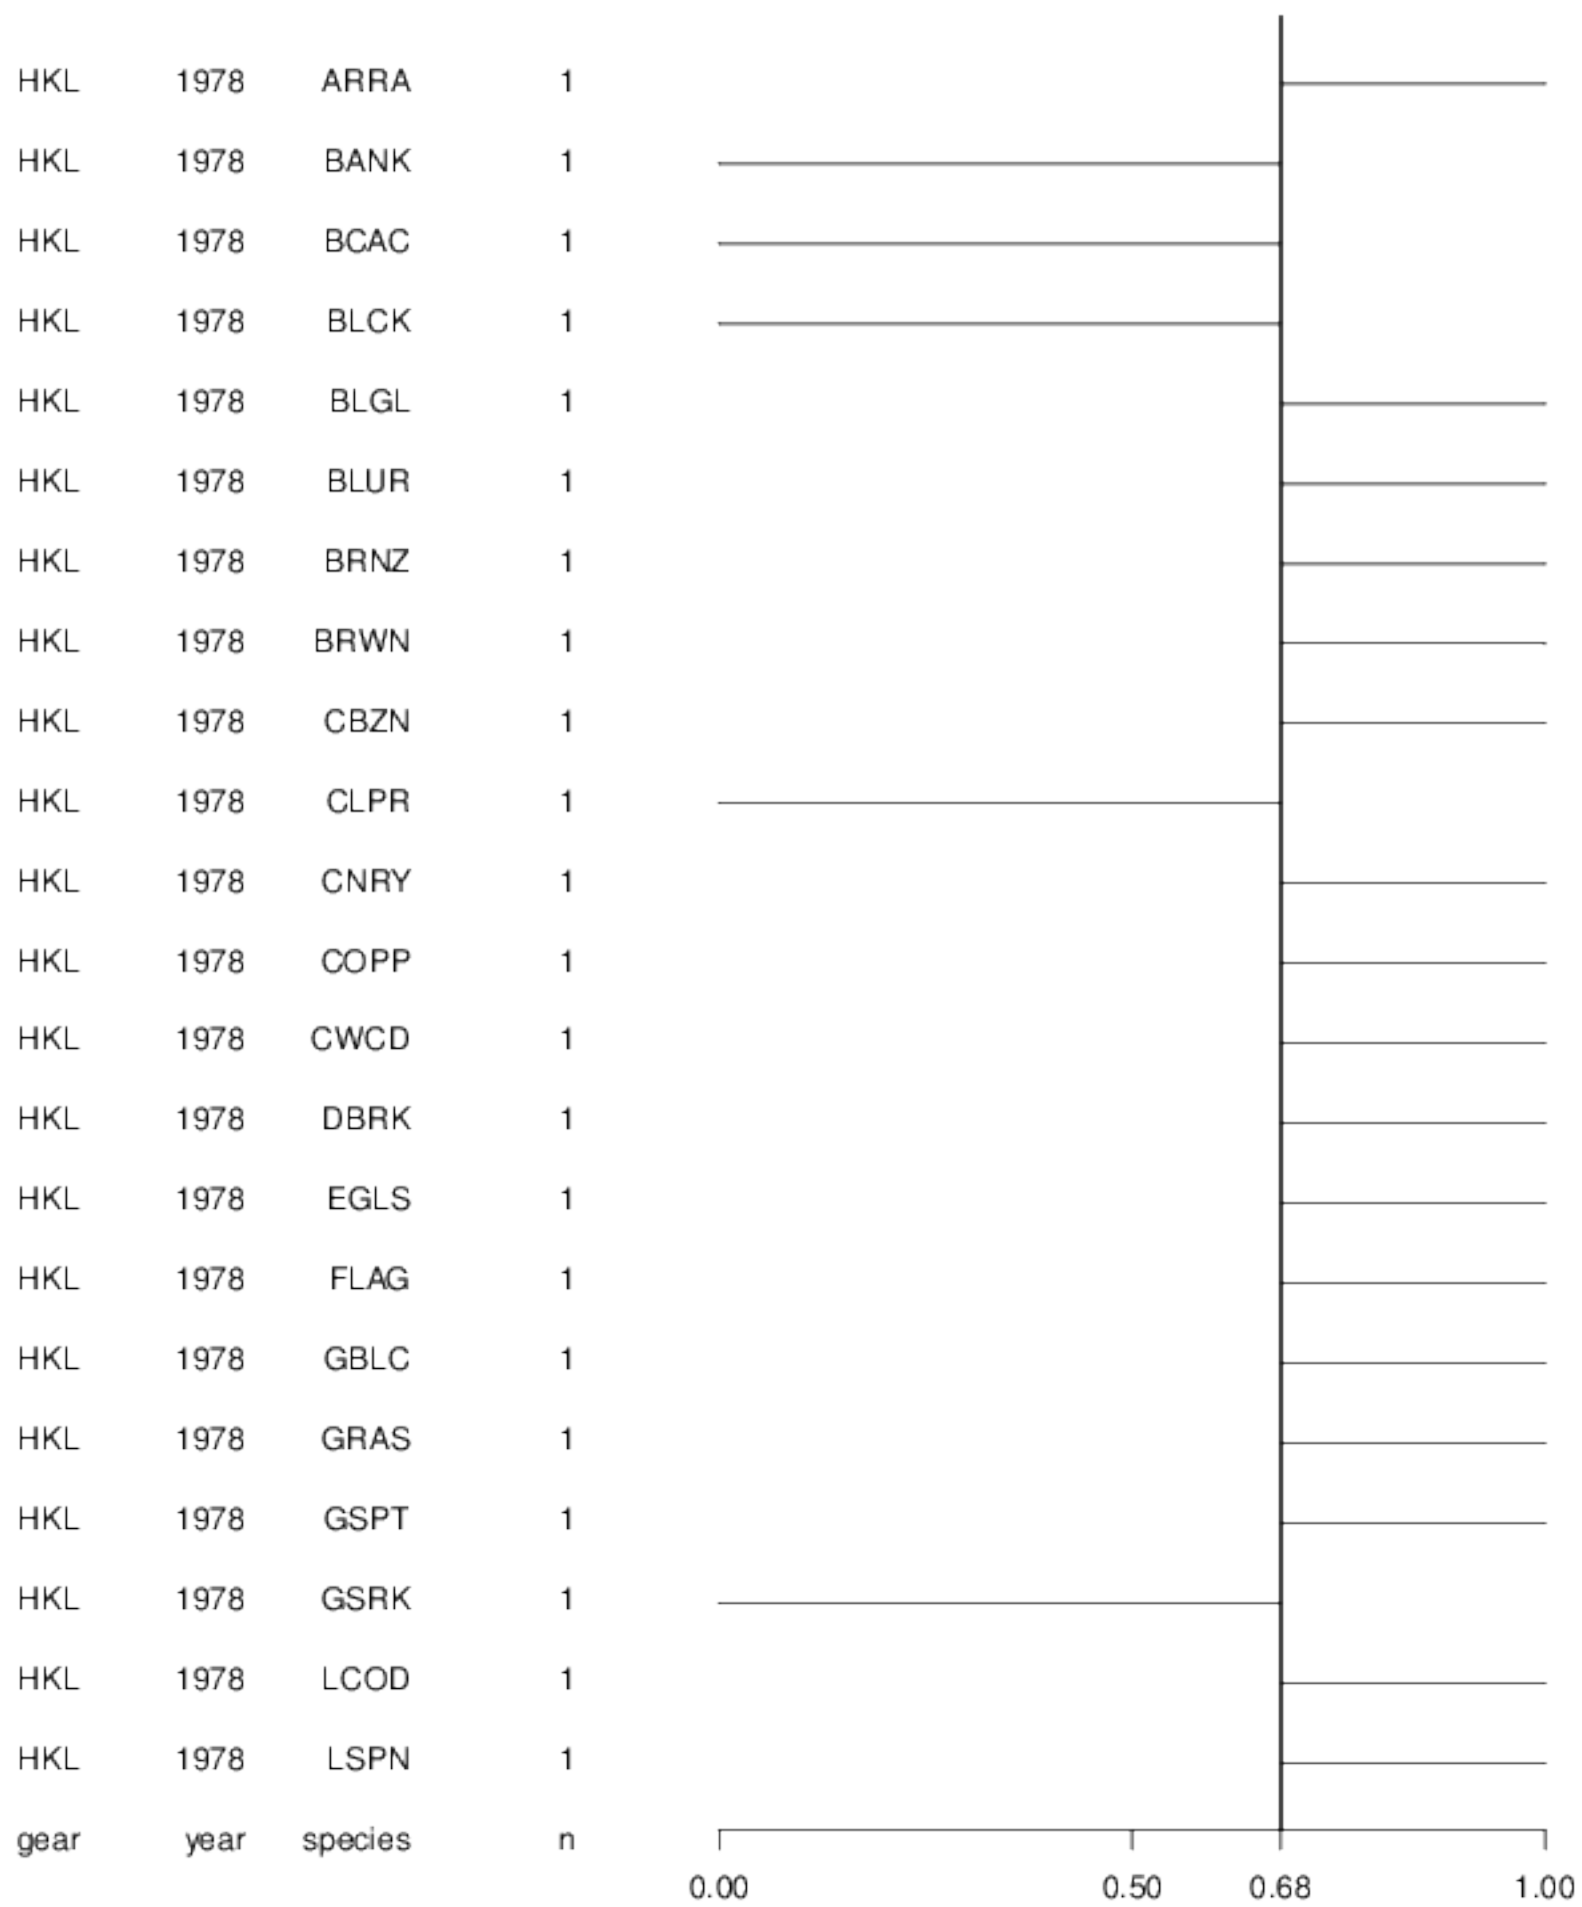 HKL 1978 ARRA 1
HKL 1978 BANK 1
HKL 1978 BCAC 1
HKL 1978 BLCK 1
HKL 1978 BLGL 1
HKL 1978 BLUR 1
HKL 1978 BRNZ 1
HKL 1978 BRWN 1
HKL 1978 CBZN 1
HKL 1978 CLPR 1
HKL 1978 CNRY 1
HKL 1978 COPP 1
HKL 1978 CWCD 1
HKL 1978 DBRK 1
HKL 1978 EGLS 1
HKL 1978 FLAG 1
HKL 1978 GBLC 1
HKL 1978 GRAS 1
HKL 1978 GSPT 1
HKL 1978 GSRK 1
HKL 1978 LCOD 1
HKL 1978 LSPN 1
gear year species n
0.00 0.50 0.68 1.00